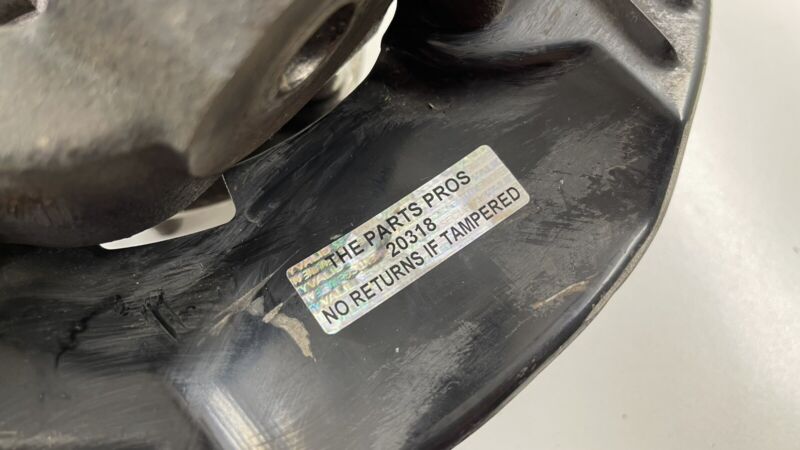 THE PARTS PROS
20318
NO RETURNS IF TAMPERED